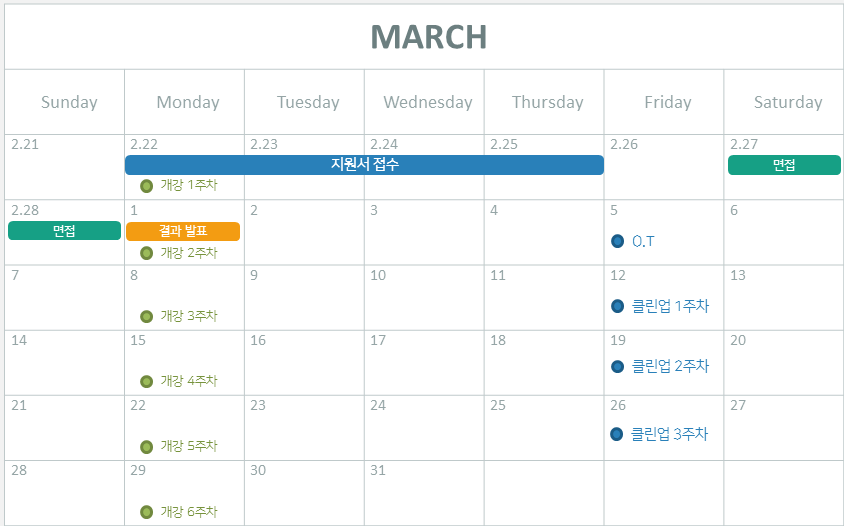 MARCH
Sunday Monday Tuesday Wednesday Thursday Friday Saturday
2.21 2.22 2.23 2.24 2.25 2.26 2.27
지원서 접수 면접
개강 1주차
2.28 1 2 3 4 5 6
면접 결과 발표
O.T
개강 2주차
7 8 9 10 11 12 13
클린업 1주차
개강 3주차
14 15 16 17 18 19 20
클린업 2주차
개강 4주차
21 22 23 24 25 26 27
클린업 3주차
개강 5주차
28 29 30 31
개강 6주차